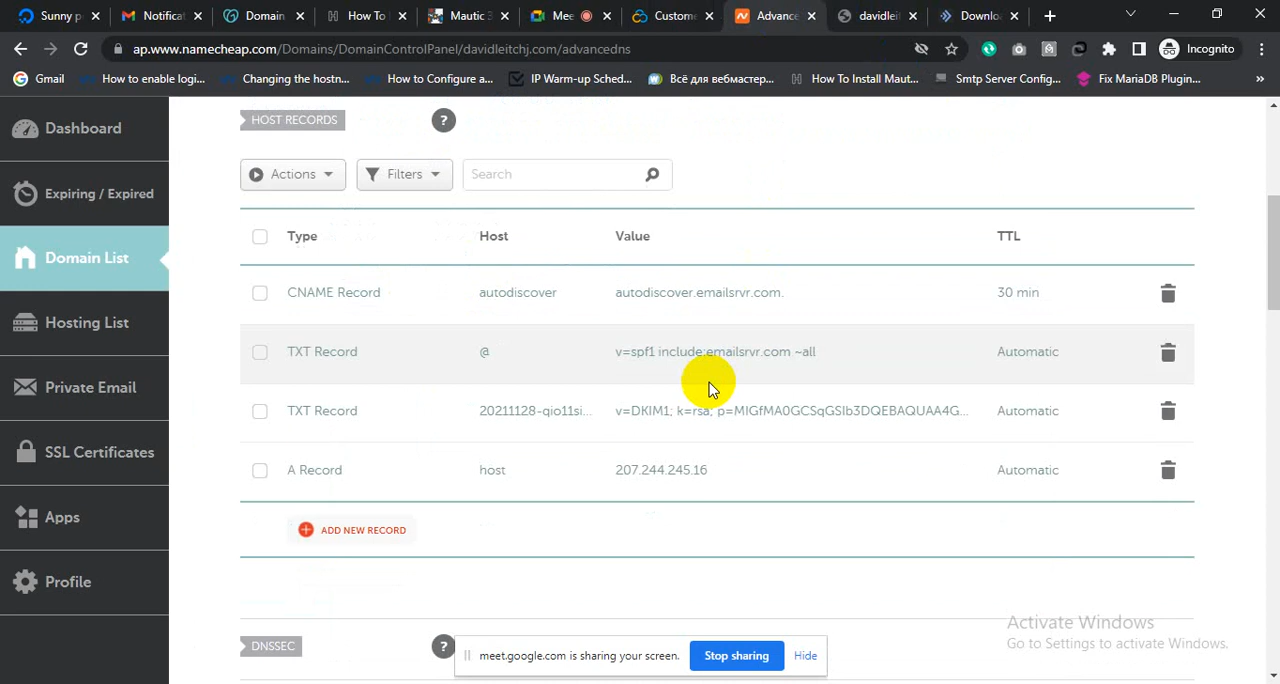 Sunny p
Notificat
Domain
How To
Mautic 3
Mee
Custome
Advance
davidleit
Downlo
ap.www.namecheap.com/Domains/DomainControlPanel/davidleitchj.com/advancedns
Incognito
Gmail
How to enable logi...
Changing the hostn...
How to Configure a...
IP Warm-up Sched...
Всё для вебмастер...
How To Install Maut...
Smtp Server Config...
Fix MariaDB Plugin...
»
Dashboard
Expiring / Expired
Domain List
Hosting List
Private Email
SSL Certificates
Apps
Profile
HOST RECORDS
?
Actions
Filters
Search
Type Host Value TTL
CNAME Record autodiscover autodiscover.emailsrvr.com. 30 min
TXT Record @ v=spf1 include:emailsrvr.com ~all Automatic
TXT Record 20211128-qio11si... v=DKIM1; k=rsa; p=MIGfMA0GCSqGSIb3DQEBAQUAA4G... Automatic
A Record host 207.244.245.16 Automatic
ADD NEW RECORD
DNSSEC
?
meet.google.com is sharing your screen. Stop sharing Hide
Activate Windows
Go to Settings to activate Windows.